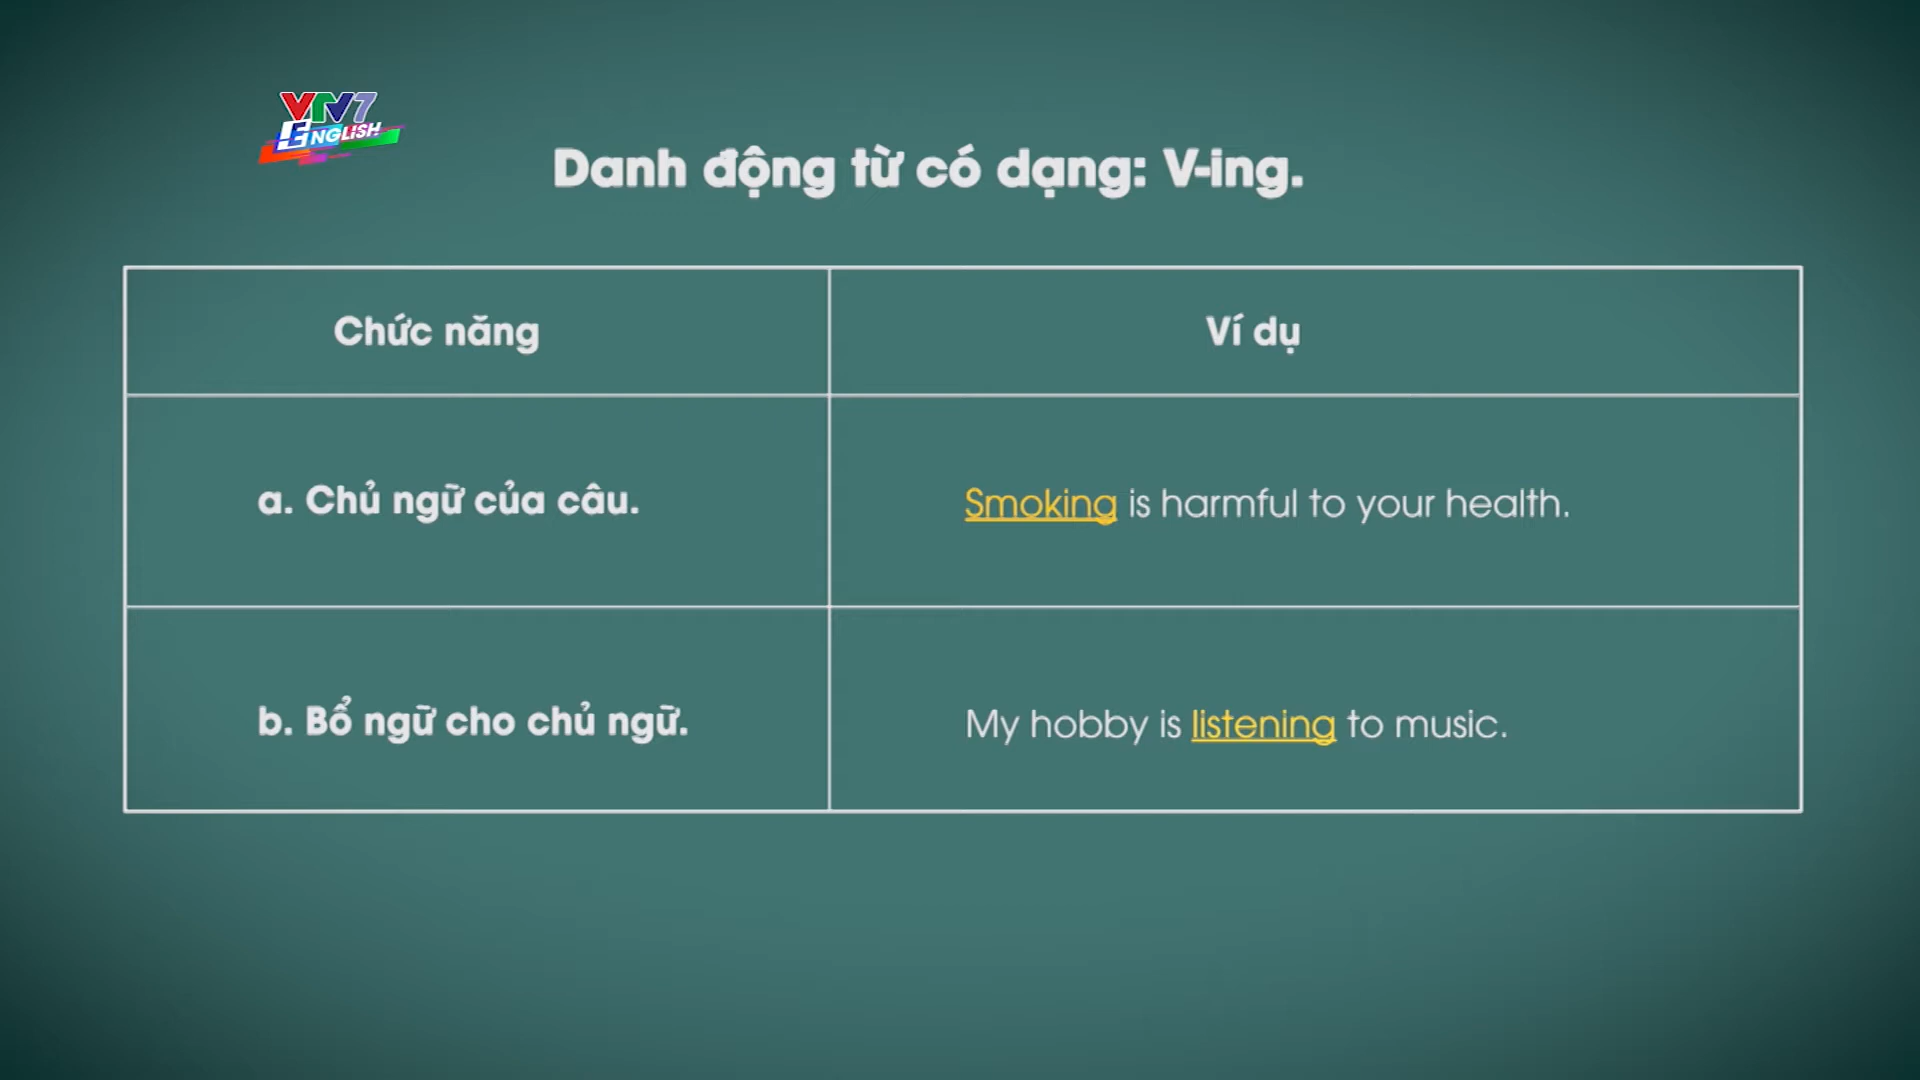 VTV7
ENGLISH
Danh động từ có dạng: V-ing.
Chức năng
Ví dụ
a. Chủ ngữ của câu.
Smoking is harmful to your health.
b. Bổ ngữ cho chủ ngữ.
My hobby is listening to music.